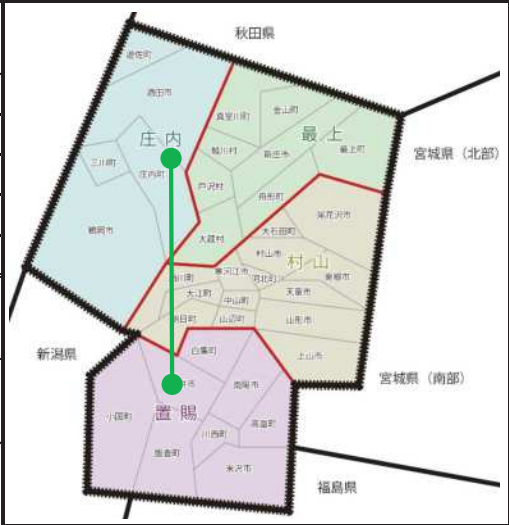 秋田県
遊佐町
酒田市
金山町
真室川町
最上
庄内
鮭川村
新庄市
最上町
宮城県（北部）
三川町
庄内町
戸沢村
舟形町
尾花沢市
鶴岡市
大蔵村
大石田町
村山市
村山
西川町
寒河江市
河北町
東根市
大江町
中山町
天童市
朝日町
山辺町
山形市
新潟県
白鷹町
上山市
宮城県（南部）
井市
南陽市
小国町
置賜
高畠町
川西町
飯豊町
米沢市
福島県